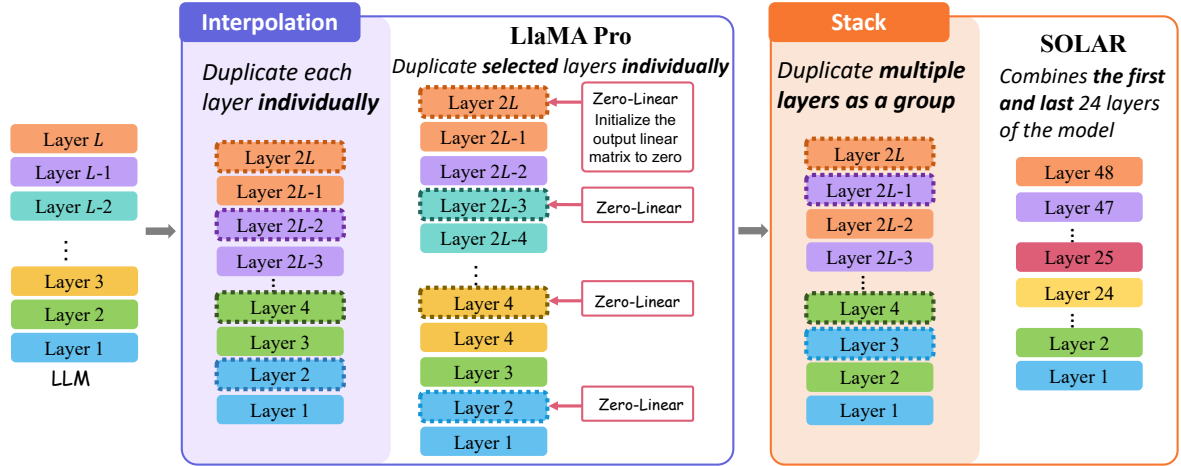 Layer L
Layer L-1
Layer L-2
⋮
Layer 3
Layer 2
Layer 1
LLM
Interpolation
Duplicate each
layer individually
Layer 2L
Layer 2L-1
Layer 2L-2
Layer 2L-3
⋮
Layer 4
Layer 3
Layer 2
Layer 1
LlaMA Pro
Duplicate selected layers individually
Layer 2L
Layer 2L-1
Layer 2L-2
Layer 2L-3
Layer 2L-4
⋮
Layer 4
Layer 4
Layer 3
Layer 2
Layer 1
Zero-Linear
Initialize the
output linear
matrix to zero
Zero-Linear
Zero-Linear
Zero-Linear
Stack
Duplicate multiple
layers as a group
Layer 2L
Layer 2L-1
Layer 2L-2
Layer 2L-3
⋮
Layer 4
Layer 3
Layer 2
Layer 1
SOLAR
Combines the first
and last 24 layers
of the model
Layer 48
Layer 47
⋮
Layer 25
Layer 24
⋮
Layer 2
Layer 1